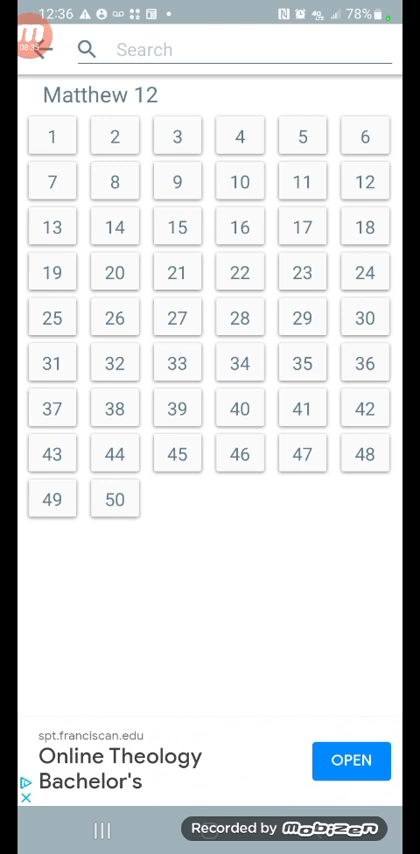 12:36 78%
08:35
Search
Matthew 12
1 2 3 4 5 6
7 8 9 10 11 12
13 14 15 16 17 18
19 20 21 22 23 24
25 26 27 28 29 30
31 32 33 34 35 36
37 38 39 40 41 42
43 44 45 46 47 48
49 50
spt.franciscan.edu
Online Theology
Bachelor's
OPEN
Recorded by mobizen